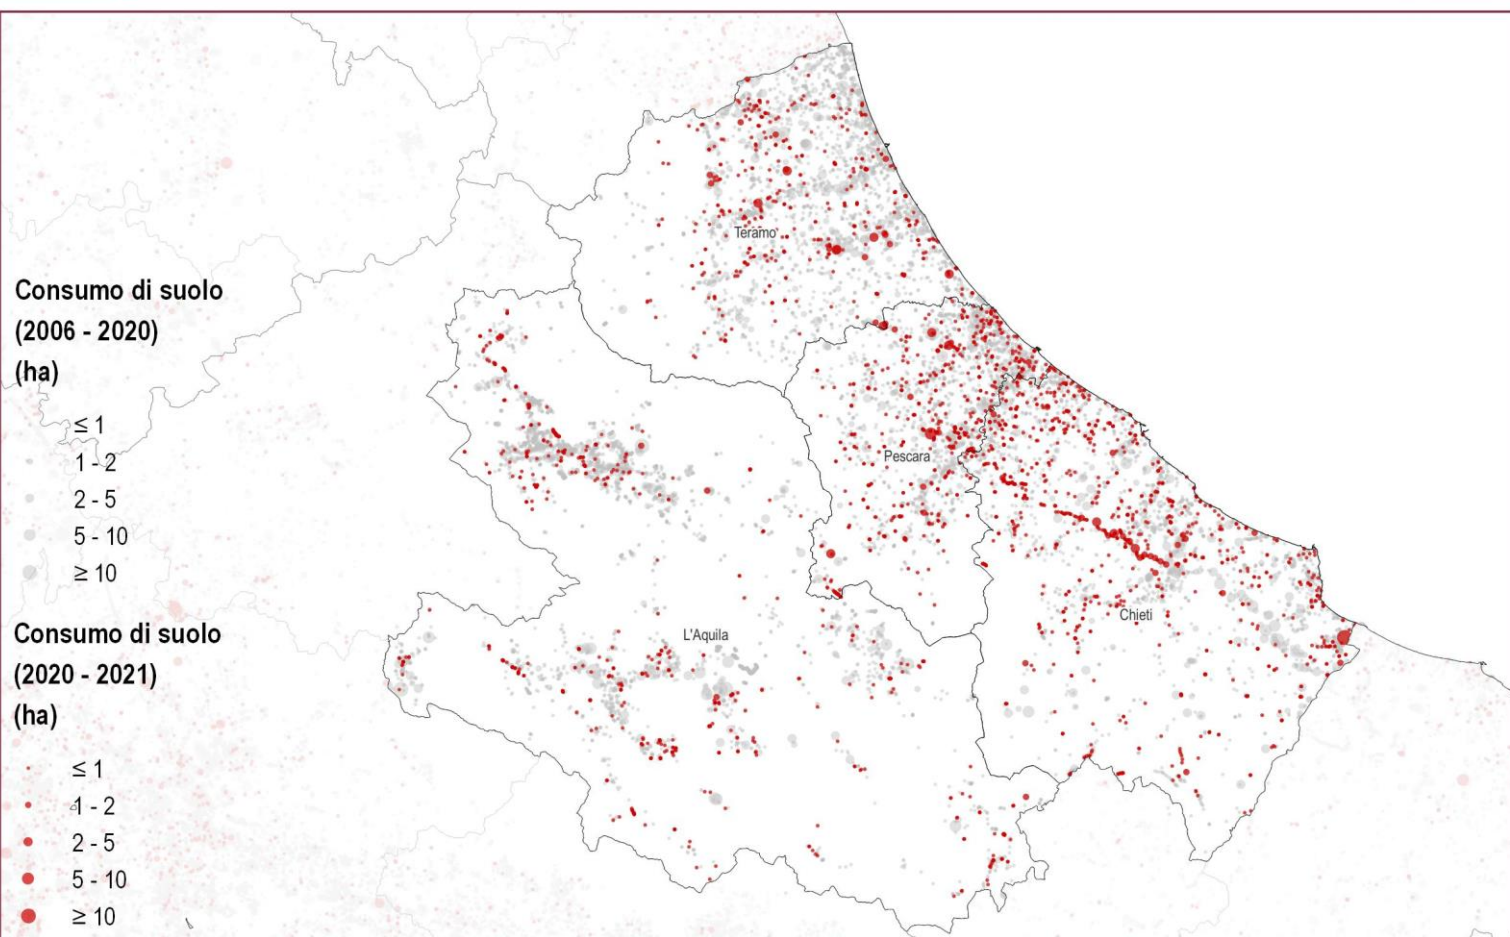 Teramo
Consumo di suolo
(2006 - 2020)
(ha)
≤ 1
1 - 2
2 - 5
5 - 10
≥ 10
Pescara
Chieti
L'Aquila
Consumo di suolo
(2020 - 2021)
(ha)
≤ 1
1 - 2
2 - 5
5 - 10
≥ 10